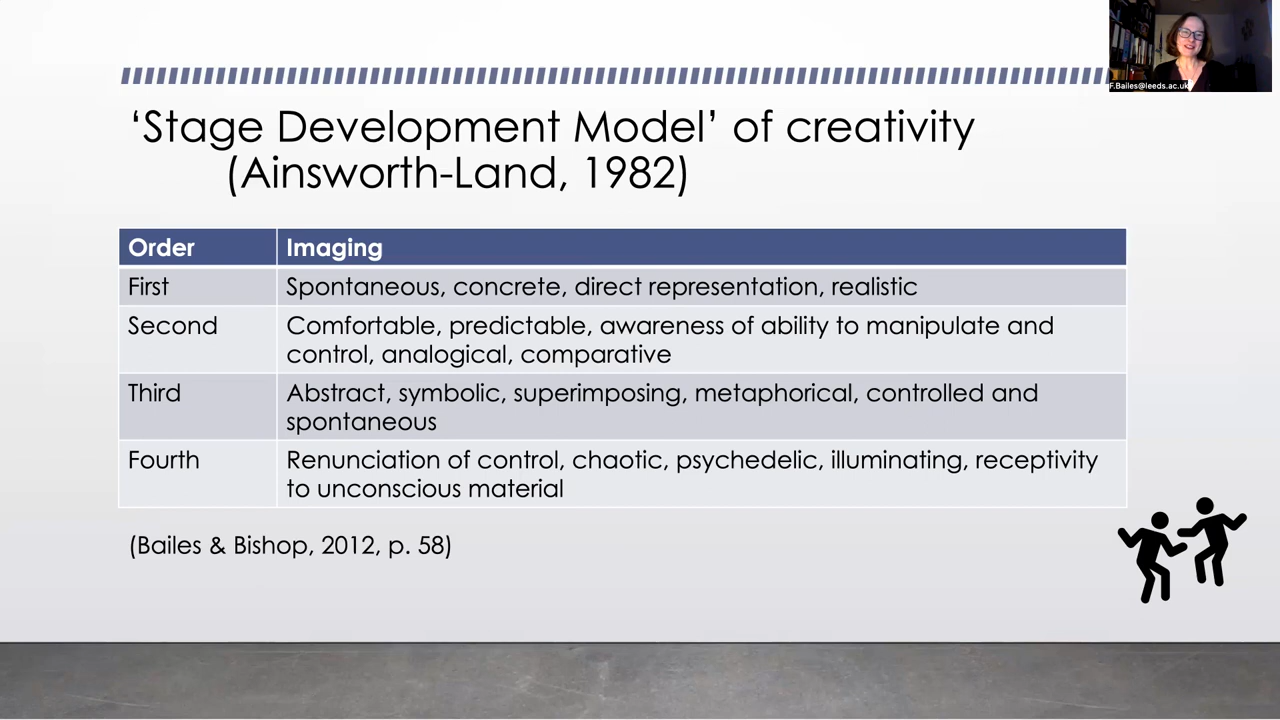 F.Bailes@leeds.ac.uk
‘Stage Development Model’ of creativity
(Ainsworth-Land, 1982)
Order Imaging
First Spontaneous, concrete, direct representation, realistic
Second Comfortable, predictable, awareness of ability to manipulate and
control, analogical, comparative
Third Abstract, symbolic, superimposing, metaphorical, controlled and
spontaneous
Fourth Renunciation of control, chaotic, psychedelic, illuminating, receptivity
to unconscious material
(Bailes & Bishop, 2012, p. 58)